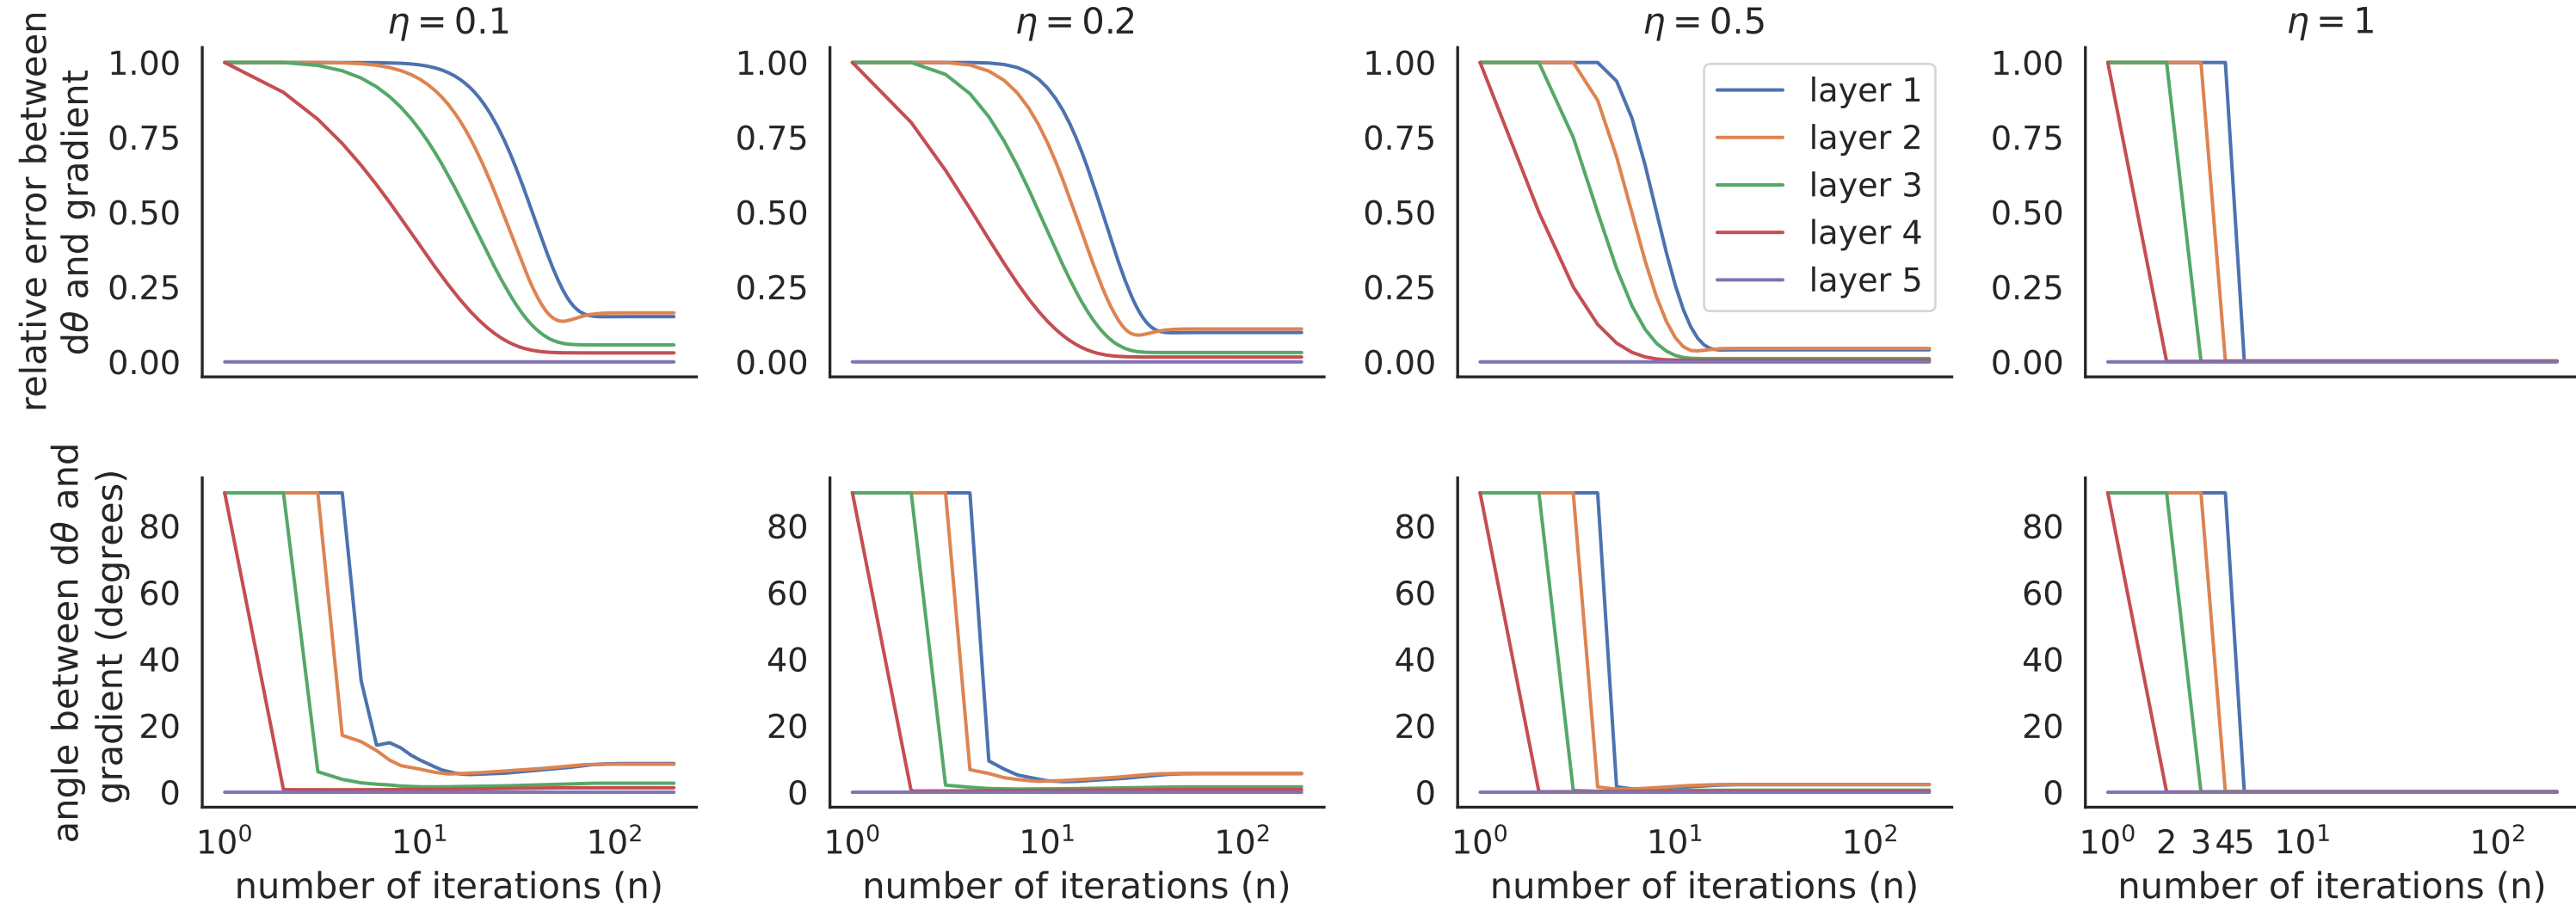 η = 0.1
η = 0.2
η = 0.5
η = 1
relative error between
dθ and gradient
1.00
0.75
0.50
0.25
0.00
1.00
0.75
0.50
0.25
0.00
1.00
0.75
0.50
0.25
0.00
layer 1
layer 2
layer 3
layer 4
layer 5
1.00
0.75
0.50
0.25
0.00
angle between dθ and
gradient (degrees)
80
60
40
20
0
10⁰ 10¹ 10²
number of iterations (n)
80
60
40
20
0
10⁰ 10¹ 10²
number of iterations (n)
80
60
40
20
0
10⁰ 10¹ 10²
number of iterations (n)
80
60
40
20
0
10⁰ 2 3 4 5 10¹ 10²
number of iterations (n)